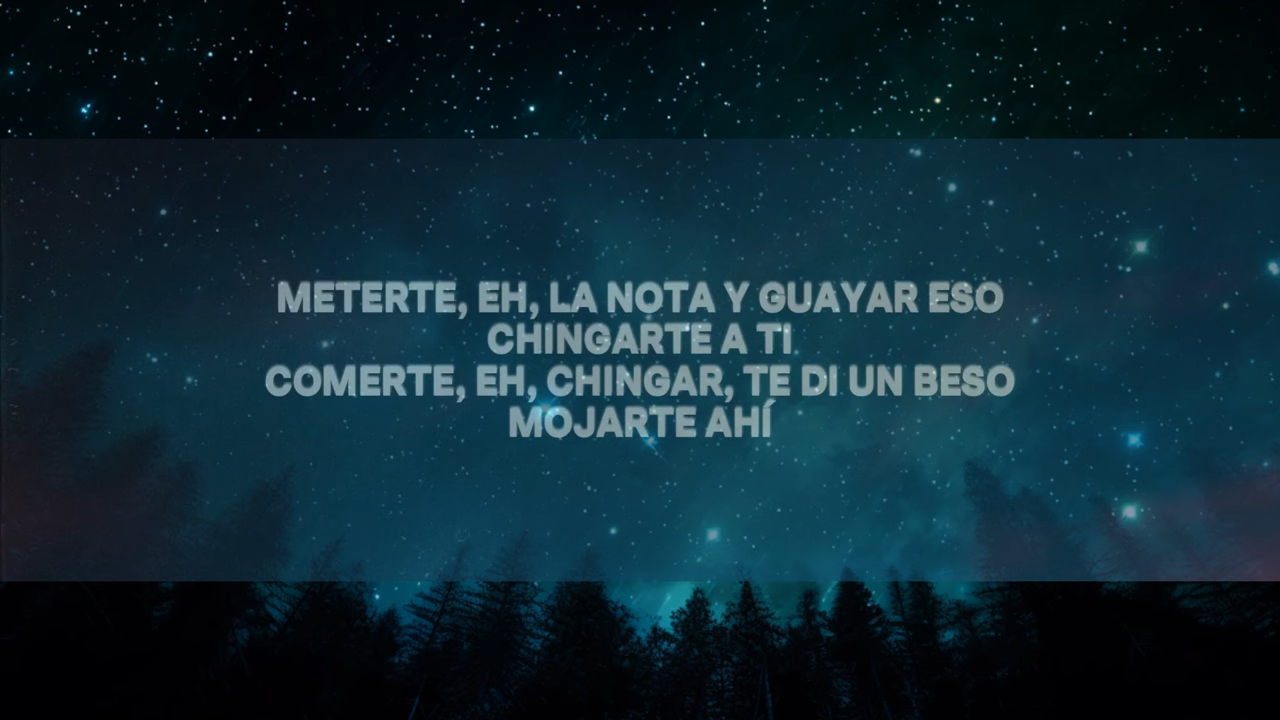 METERTE, EH, LA NOTA Y GUAYAR ESO
CHINGARTE A TI
COMERTE, EH, CHINGAR, TE DI UN BESO
MOJARTE AHÍ